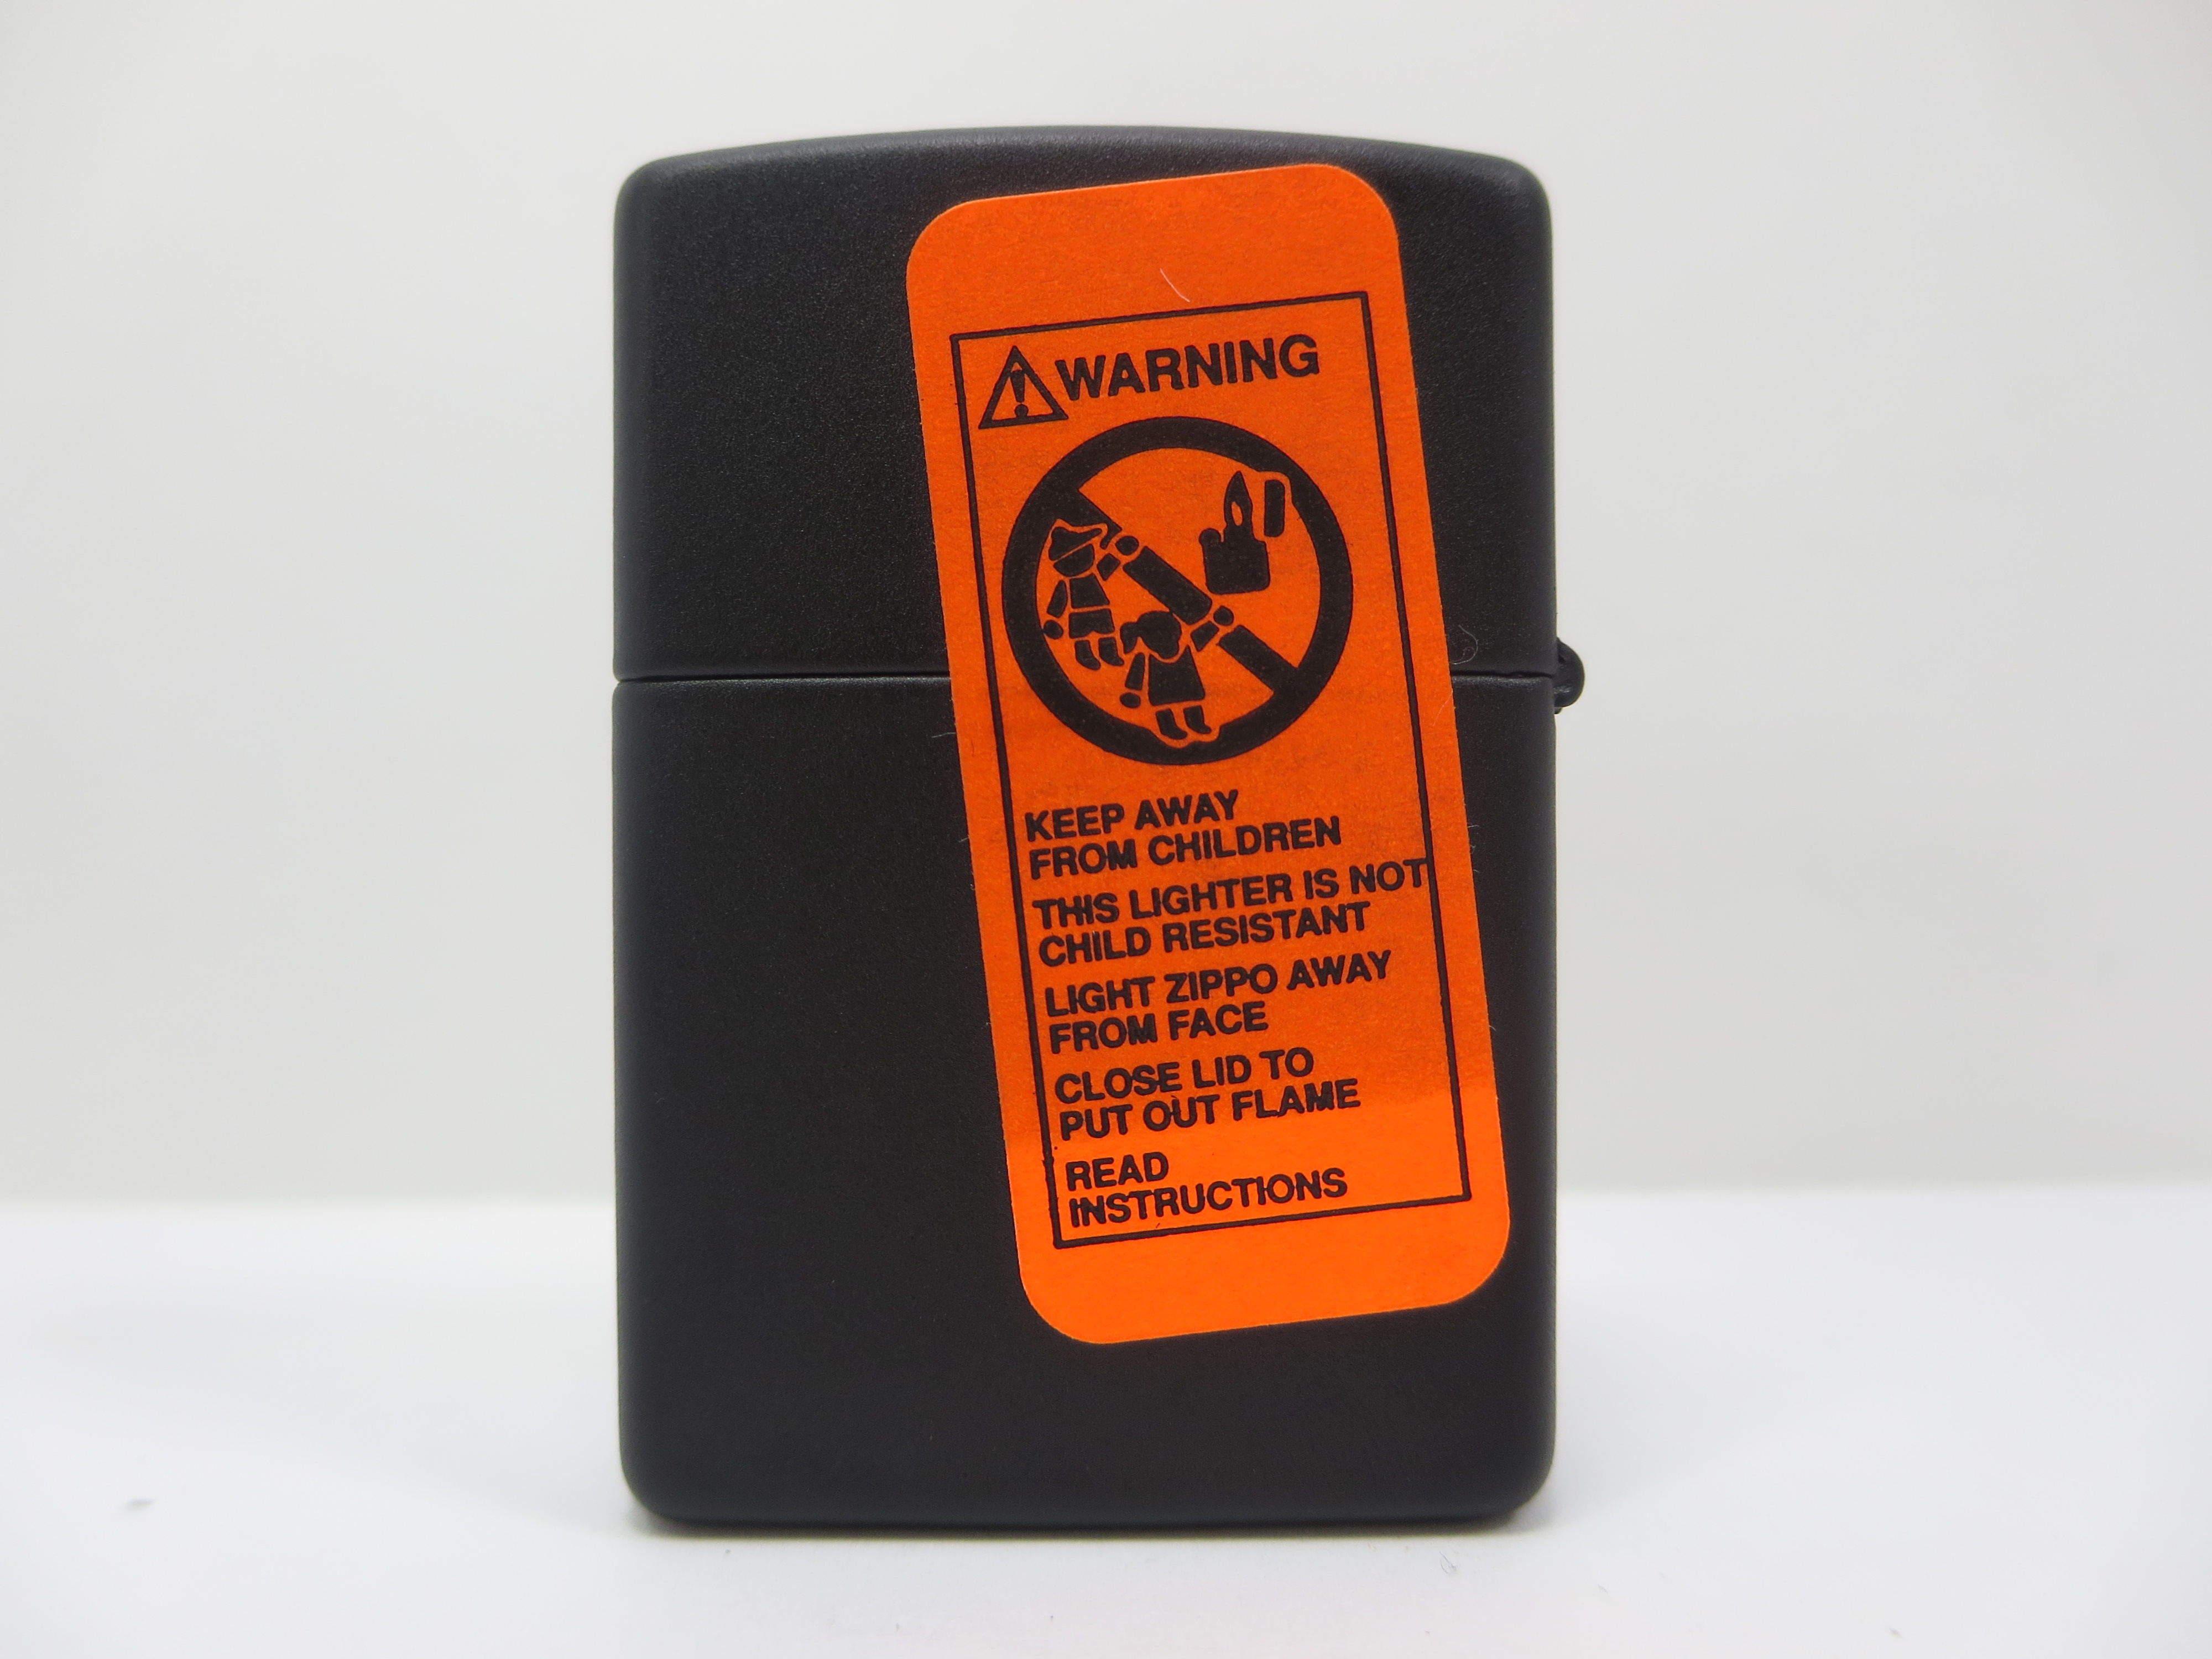 WARNING
KEEP AWAY
FROM CHILDREN
THIS LIGHTER IS NOT
CHILD RESISTANT
LIGHT ZIPPO AWAY
FROM FACE
CLOSE LID TO
PUT OUT FLAME
READ
INSTRUCTIONS